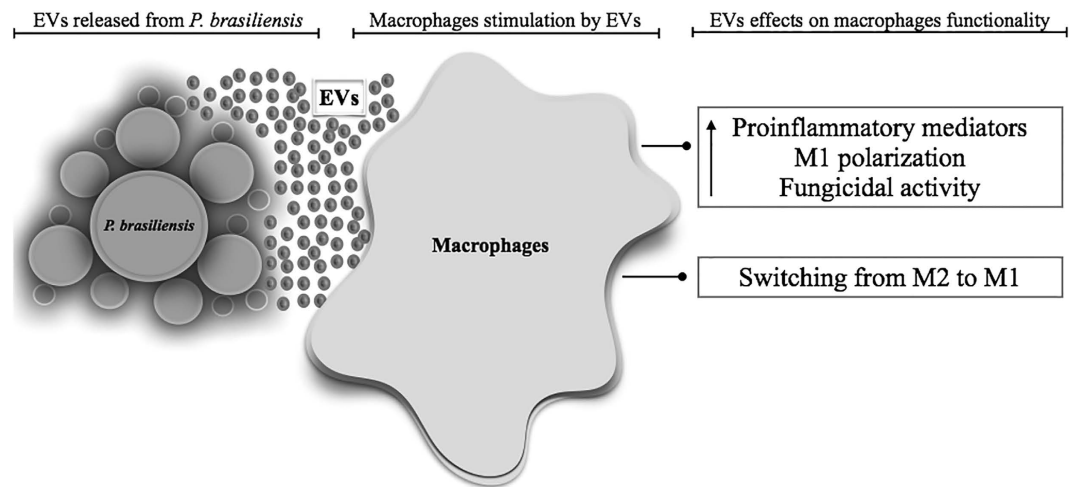 EVs released from P. brasiliensis
Macrophages stimulation by EVs
EVs effects on macrophages functionality
EVs
P. brasiliensis
Macrophages
Proinflammatory mediators
M1 polarization
Fungicidal activity
Switching from M2 to M1